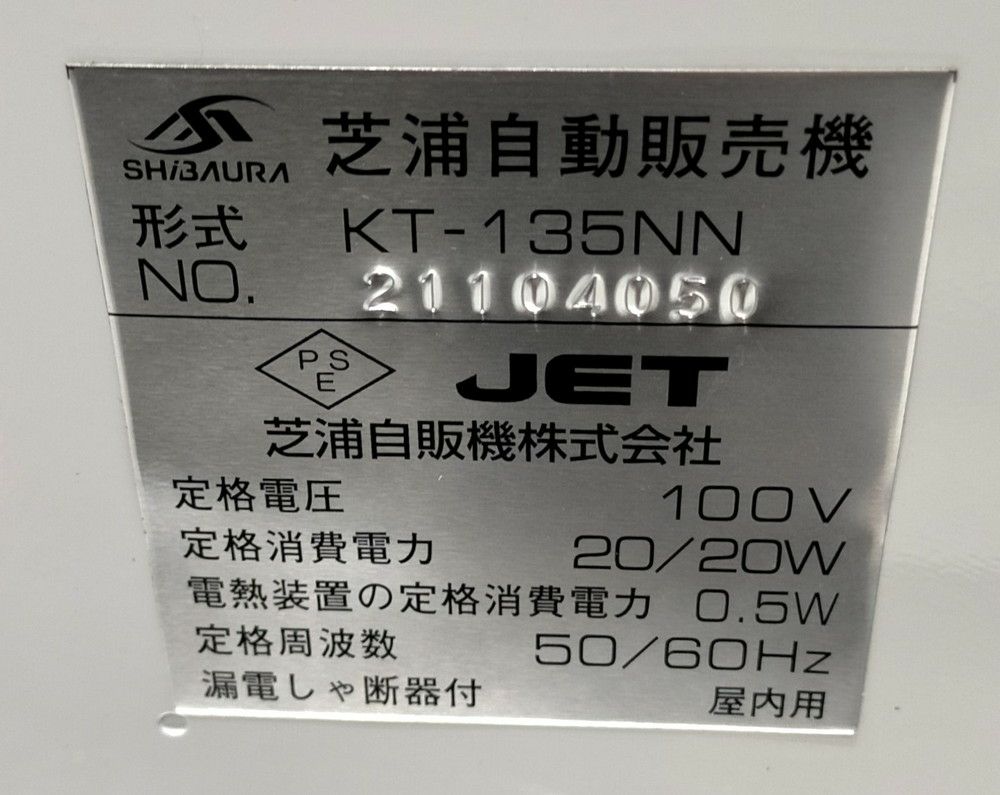 SHiBAURA 芝浦自動販売機
形式 KT-135NN
NO. 21104050
PSE JET
芝浦自販機株式会社
定格電圧 100V
定格消費電力 20/20W
電熱装置の定格消費電力 0.5W
定格周波数 50/60Hz
漏電しゃ断器付 屋内用